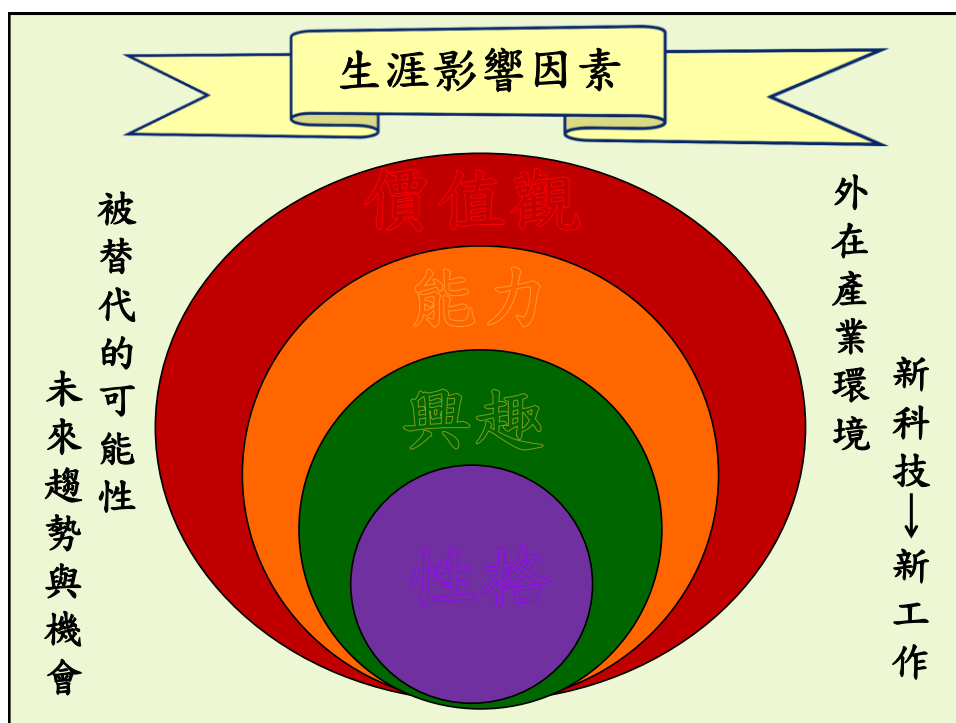 生涯影響因素
價值觀
能力
興趣
性格
外在產業環境
新科技→新工作
被替代的可能性
未來趨勢與機會